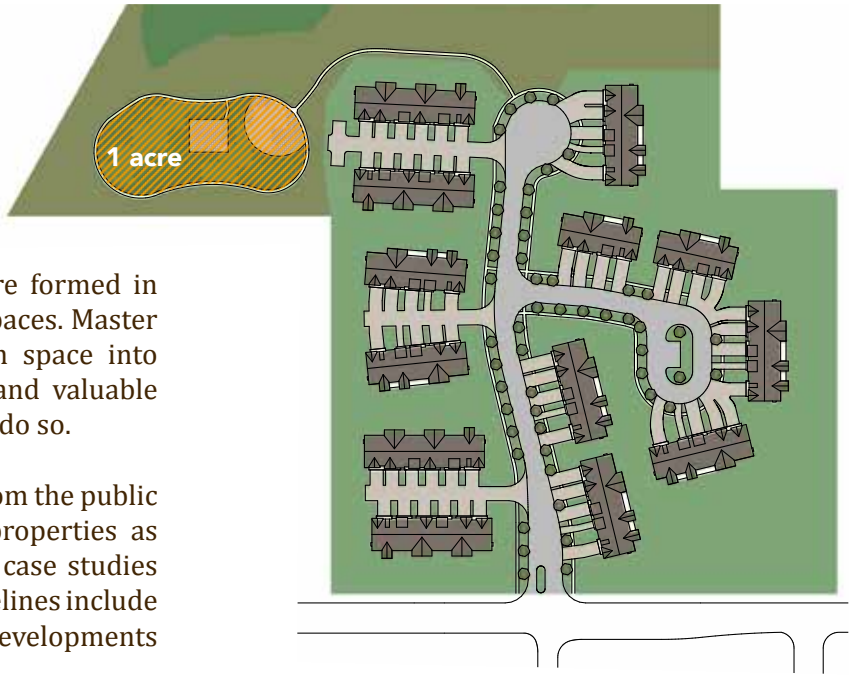 1 acre
re formed in
paces. Master
space into
and valuable
do so.
om the public
properties as
case studies
elines include
evelopments